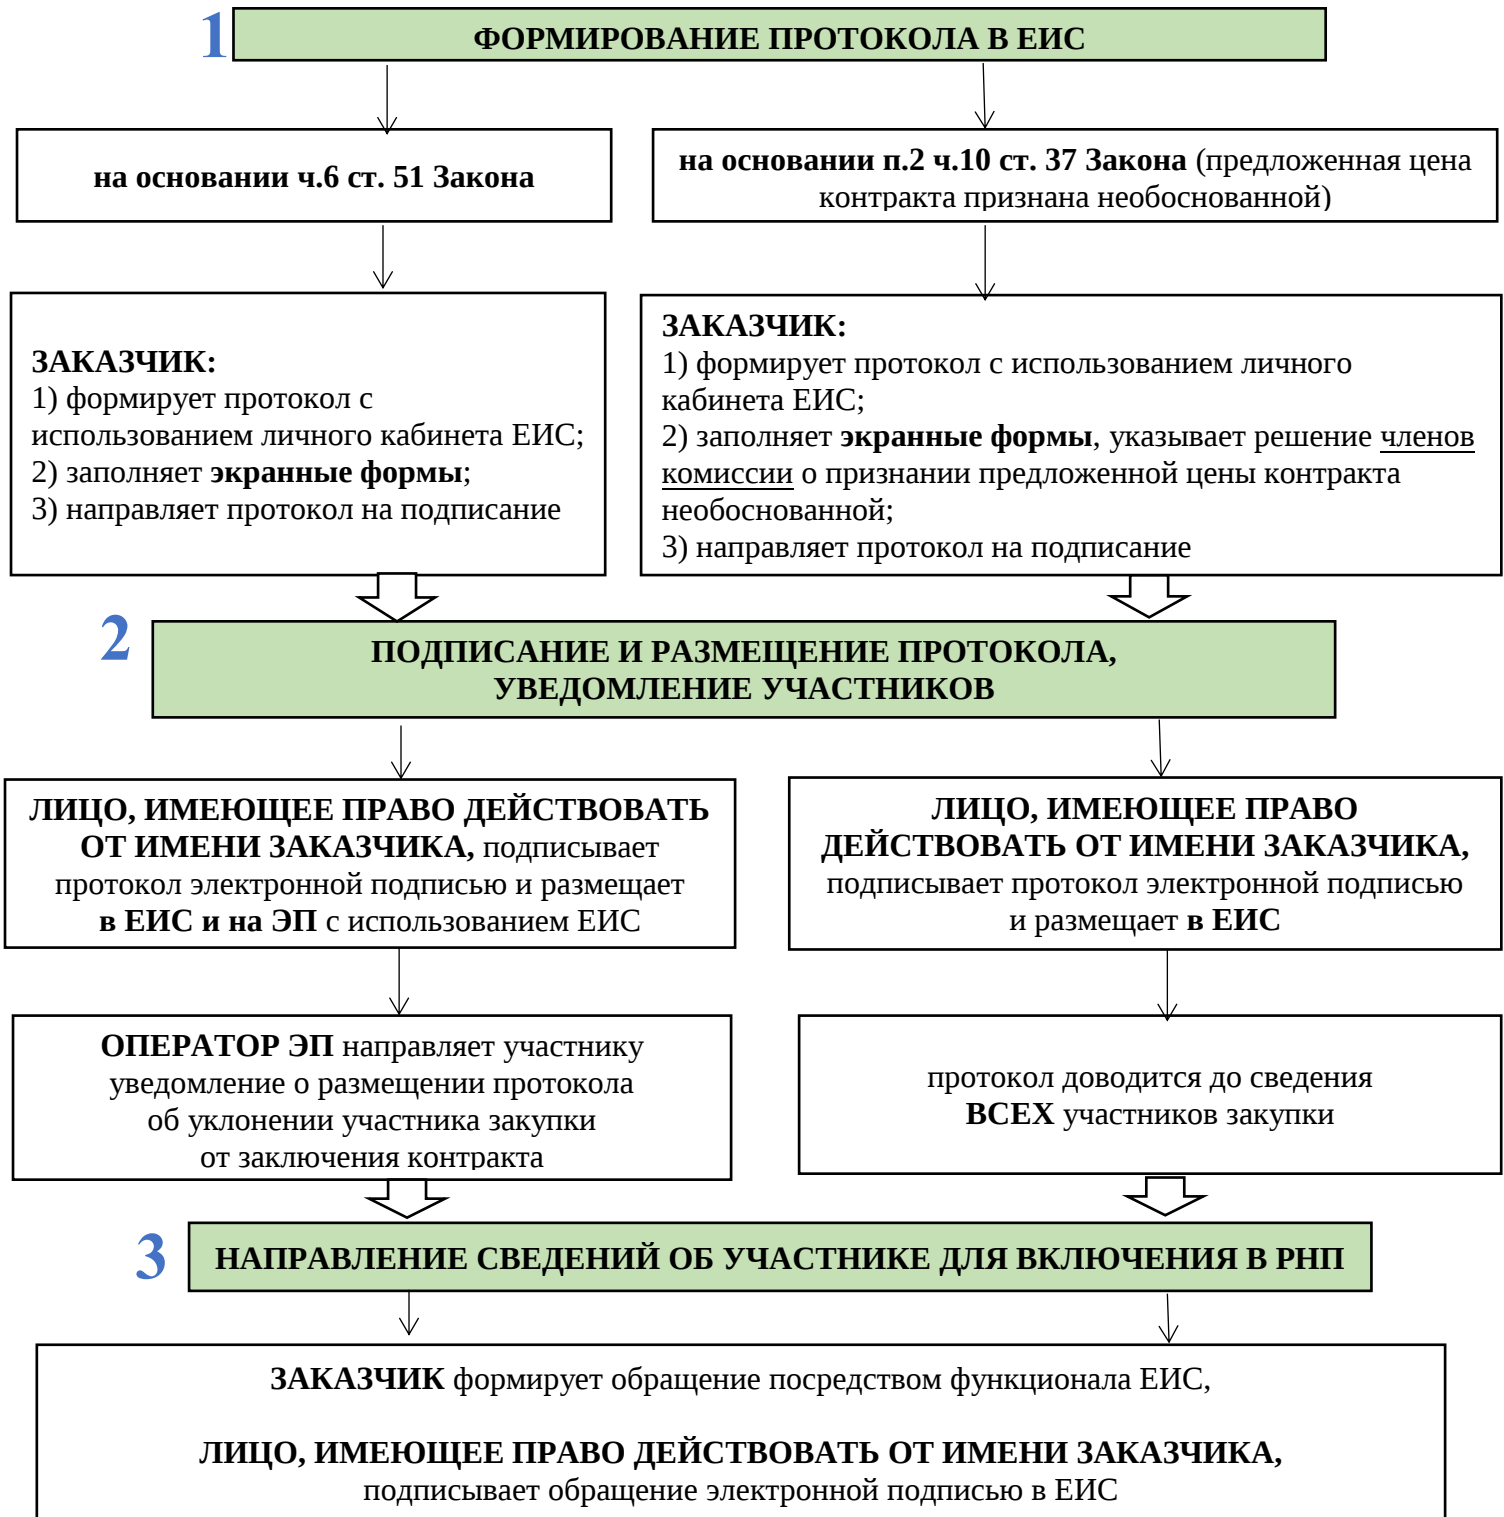 1
ФОРМИРОВАНИЕ ПРОТОКОЛА В ЕИС
на основании ч.6 ст. 51 Закона
на основании п.2 ч.10 ст. 37 Закона (предложенная цена
контракта признана необоснованной)
ЗАКАЗЧИК:
1) формирует протокол с
использованием личного кабинета ЕИС;
2) заполняет экранные формы;
3) направляет протокол на подписание
ЗАКАЗЧИК:
1) формирует протокол с использованием личного
кабинета ЕИС;
2) заполняет экранные формы, указывает решение членов
комиссии о признании предложенной цены контракта
необоснованной;
3) направляет протокол на подписание
2
ПОДПИСАНИЕ И РАЗМЕЩЕНИЕ ПРОТОКОЛА,
УВЕДОМЛЕНИЕ УЧАСТНИКОВ
ЛИЦО, ИМЕЮЩЕЕ ПРАВО ДЕЙСТВОВАТЬ
ОТ ИМЕНИ ЗАКАЗЧИКА, подписывает
протокол электронной подписью и размещает
в ЕИС и на ЭП с использованием ЕИС
ЛИЦО, ИМЕЮЩЕЕ ПРАВО
ДЕЙСТВОВАТЬ ОТ ИМЕНИ ЗАКАЗЧИКА,
подписывает протокол электронной подписью
и размещает в ЕИС
ОПЕРАТОР ЭП направляет участнику
уведомление о размещении протокола
об уклонении участника закупки
от заключения контракта
протокол доводится до сведения
ВСЕХ участников закупки
3
НАПРАВЛЕНИЕ СВЕДЕНИЙ ОБ УЧАСТНИКЕ ДЛЯ ВКЛЮЧЕНИЯ В РНП
ЗАКАЗЧИК формирует обращение посредством функционала ЕИС,
ЛИЦО, ИМЕЮЩЕЕ ПРАВО ДЕЙСТВОВАТЬ ОТ ИМЕНИ ЗАКАЗЧИКА,
подписывает обращение электронной подписью в ЕИС